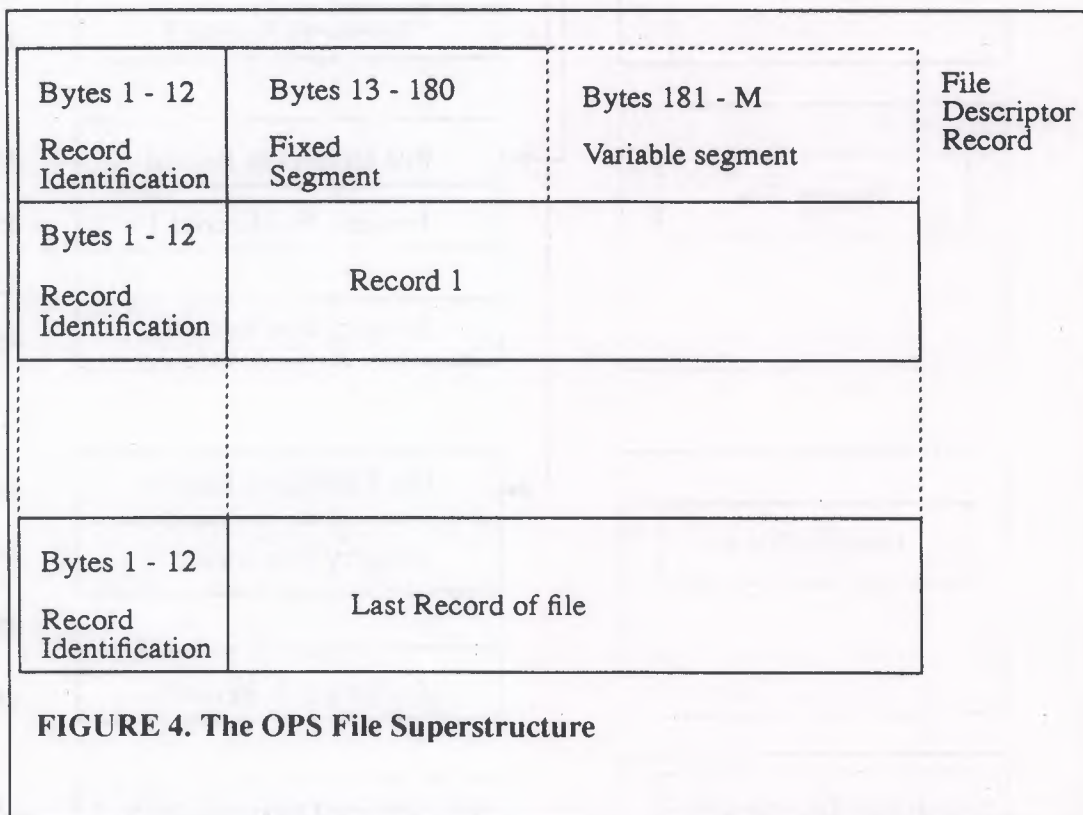 Bytes 1 - 12
Record
Identification
Bytes 13 - 180
Fixed
Segment
Bytes 181 - M
Variable segment
File
Descriptor
Record
Bytes 1 - 12
Record
Identification
Record 1
Bytes 1 - 12
Record
Identification
Last Record of file
FIGURE 4. The OPS File Superstructure